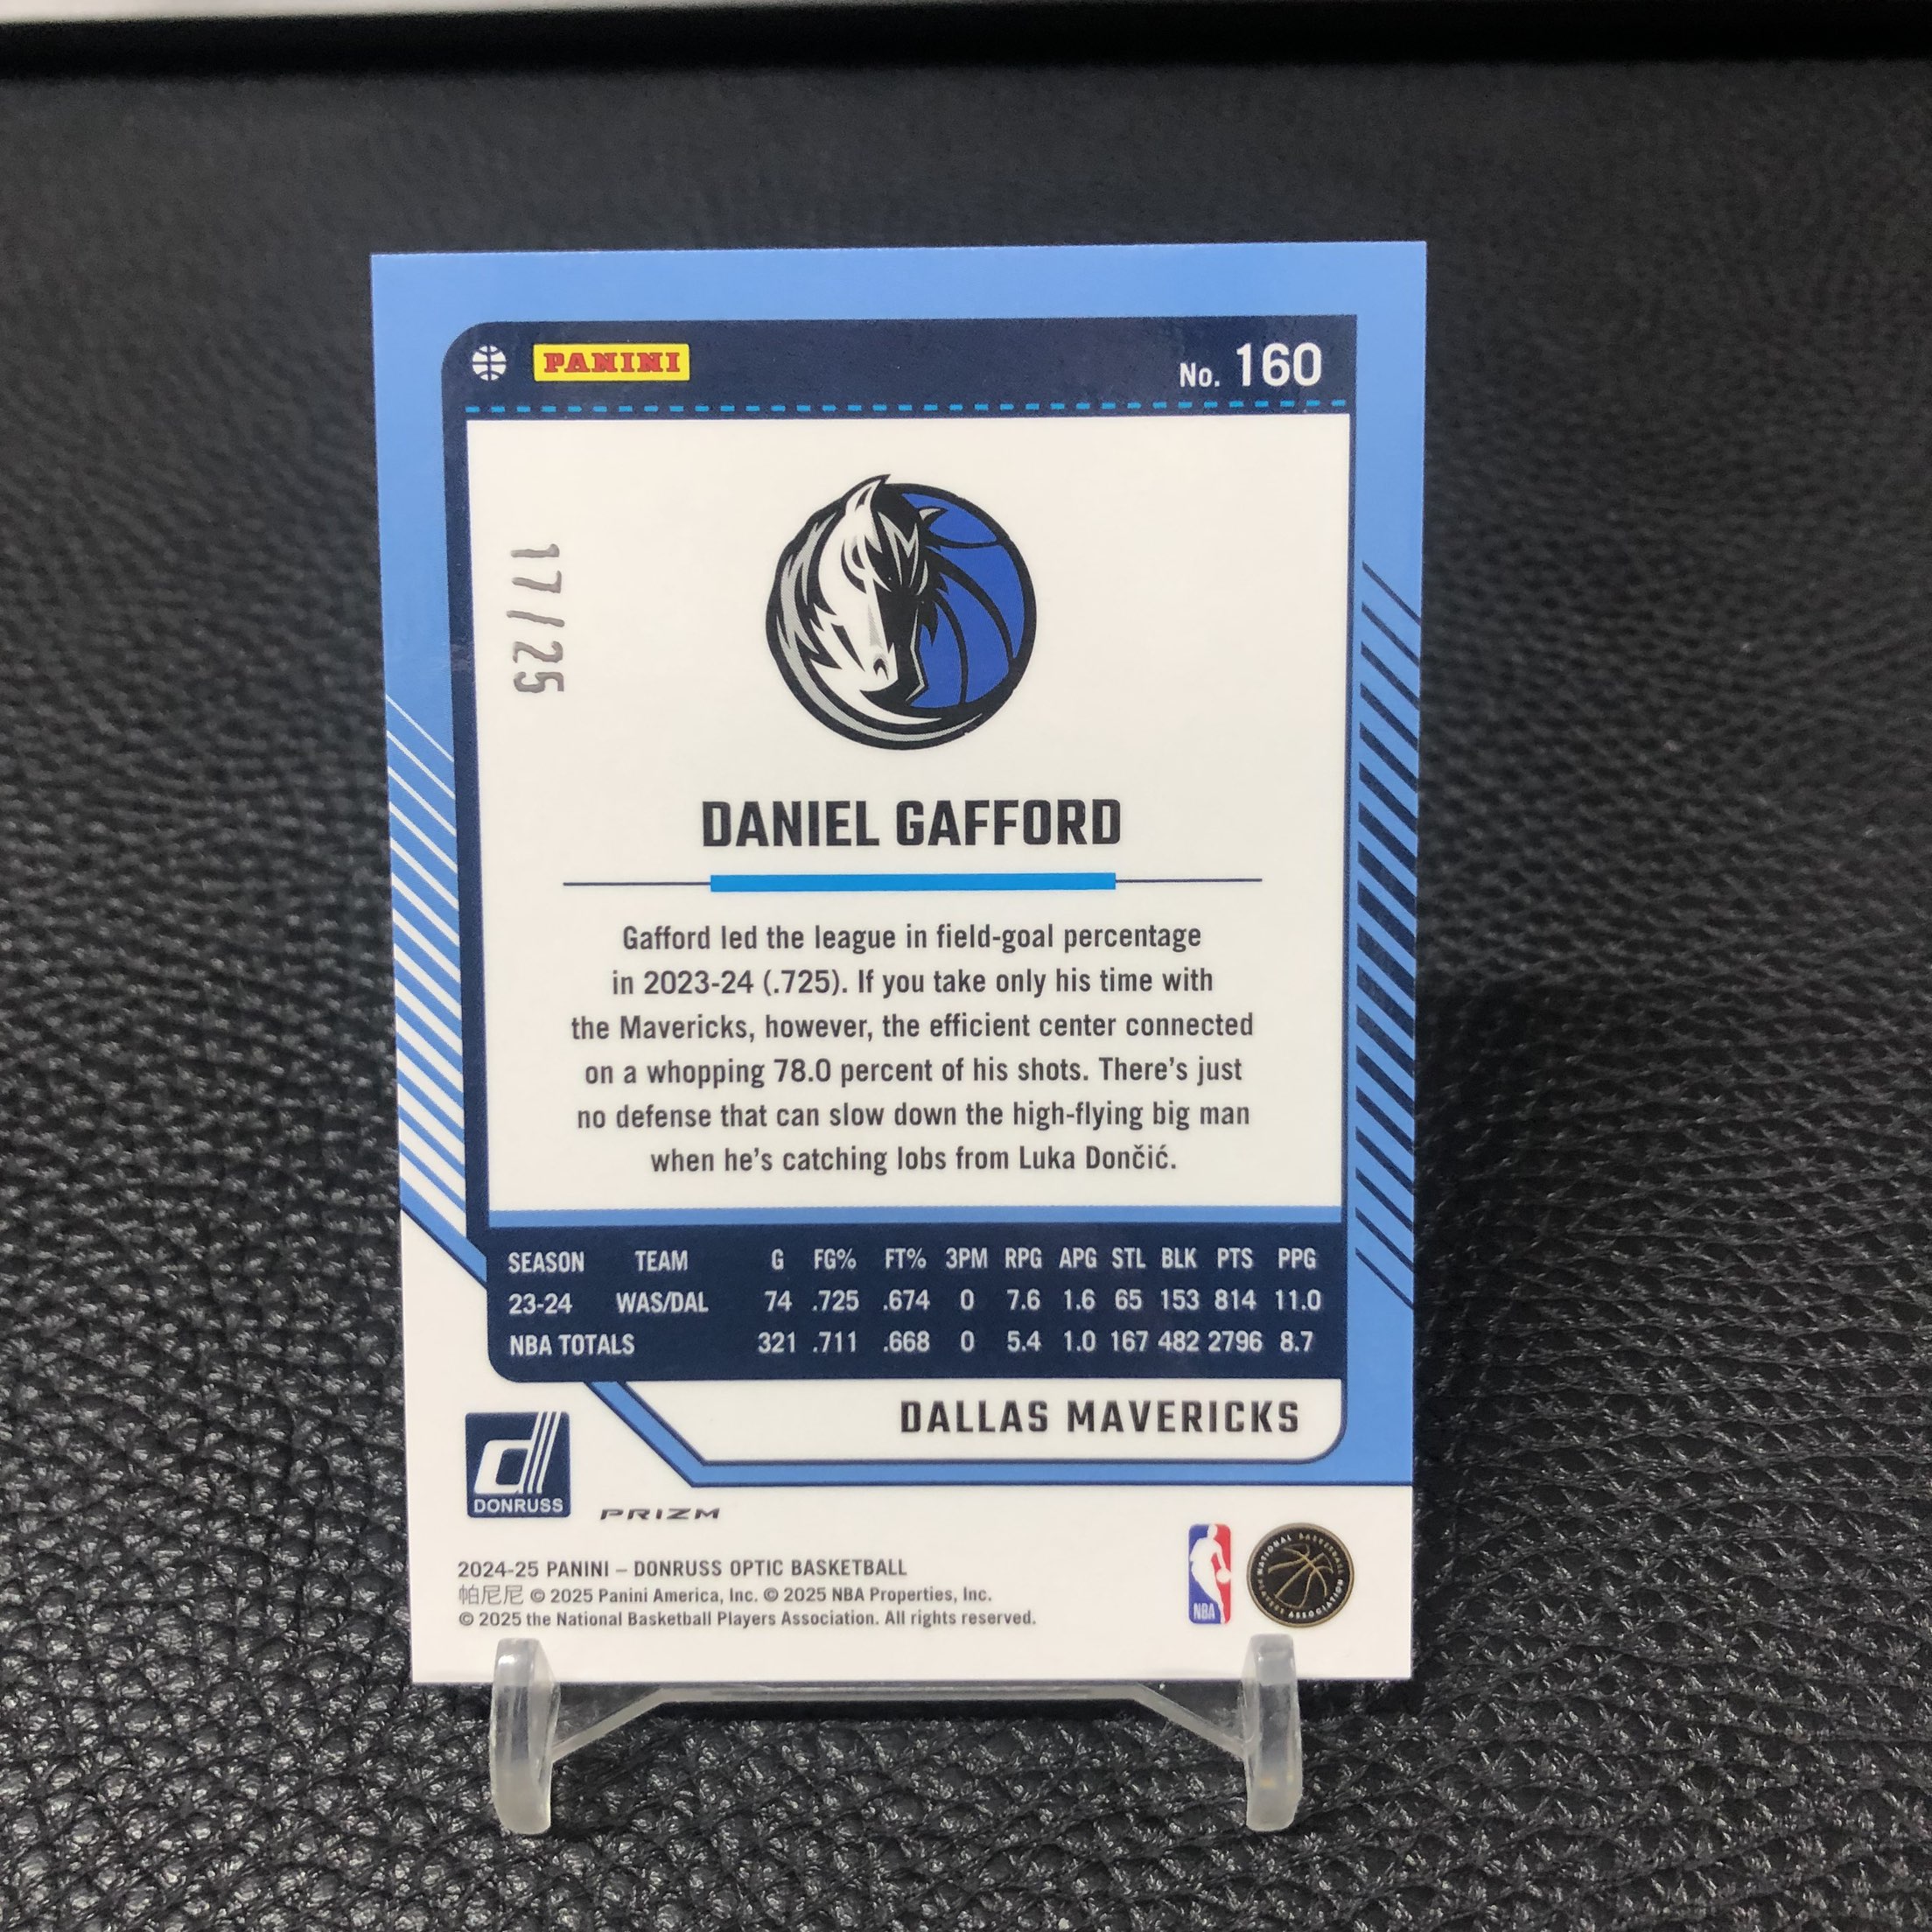 PANINI
No. 160
17/25
DANIEL GAFFORD
Gafford led the league in field-goal percentage
in 2023-24 (.725). If you take only his time with
the Mavericks, however, the efficient center connected
on a whopping 78.0 percent of his shots. There's just
no defense that can slow down the high-flying big man
when he's catching lobs from Luka Dončić.
SEASON TEAM G FG% FT% 3PM RPG APG STL BLK PTS PPG
23-24 WAS/DAL 74 .725 .674 0 7.6 1.6 65 153 814 11.0
NBA TOTALS 321 .711 .668 0 5.4 1.0 167 482 2796 8.7
DALLAS MAVERICKS
d
DONRUSS
PRIZM
2024-25 PANINI – DONRUSS OPTIC BASKETBALL
帕尼尼 © 2025 Panini America, Inc. © 2025 NBA Properties, Inc.
© 2025 the National Basketball Players Association. All rights reserved.
NBA
NATIONAL BASKETBALL PLAYERS ASSOCIATION